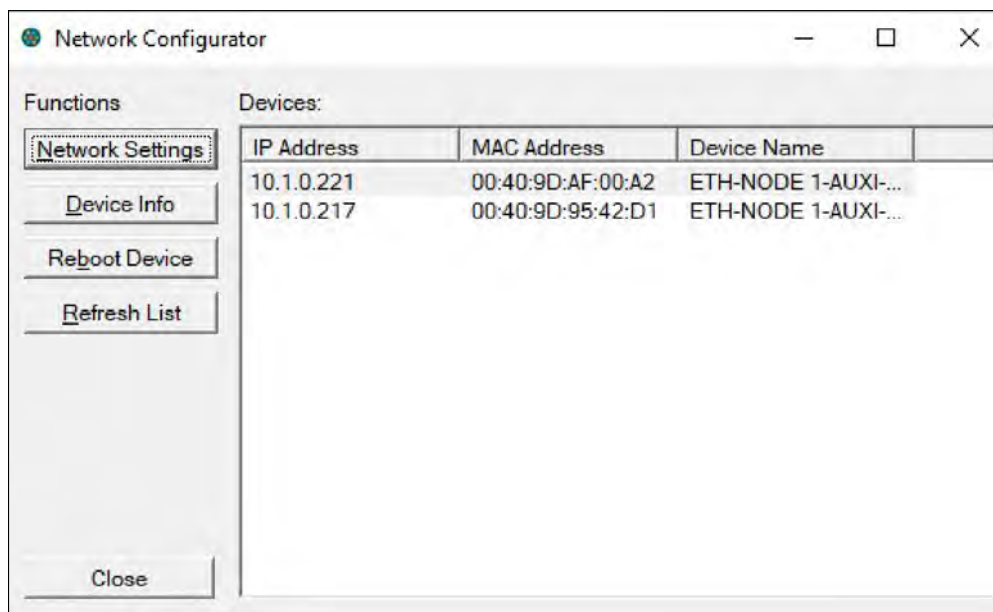 Network Configurator
Functions
Devices:
Network Settings
Device Info
Reboot Device
Refresh List
Close
IP Address MAC Address Device Name
10.1.0.221 00:40:9D:AF:00:A2 ETH-NODE 1-AUXI-...
10.1.0.217 00:40:9D:95:42:D1 ETH-NODE 1-AUXI-...